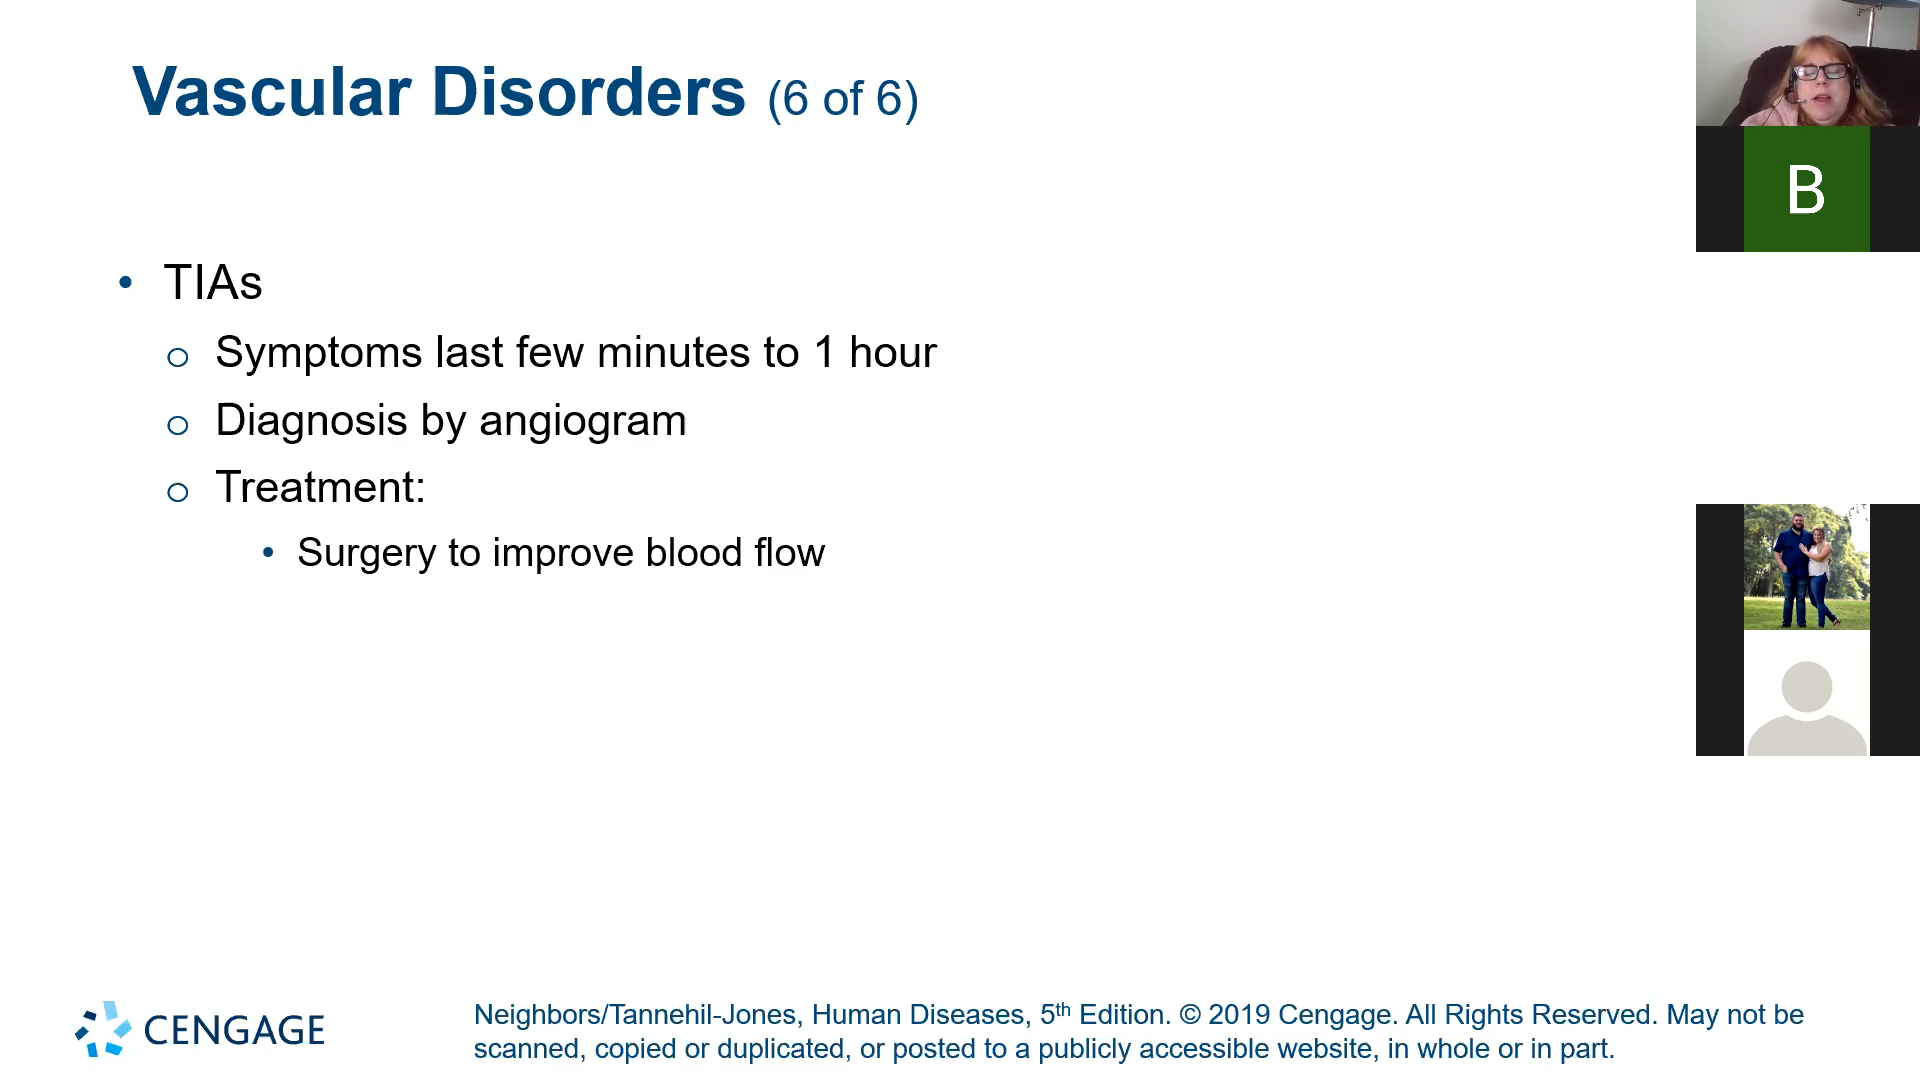 Vascular Disorders (6 of 6)
B
• TIAs
o Symptoms last few minutes to 1 hour
o Diagnosis by angiogram
o Treatment:
• Surgery to improve blood flow
CENGAGE
Neighbors/Tannehil-Jones, Human Diseases, 5th Edition. © 2019 Cengage. All Rights Reserved. May not be
scanned, copied or duplicated, or posted to a publicly accessible website, in whole or in part.